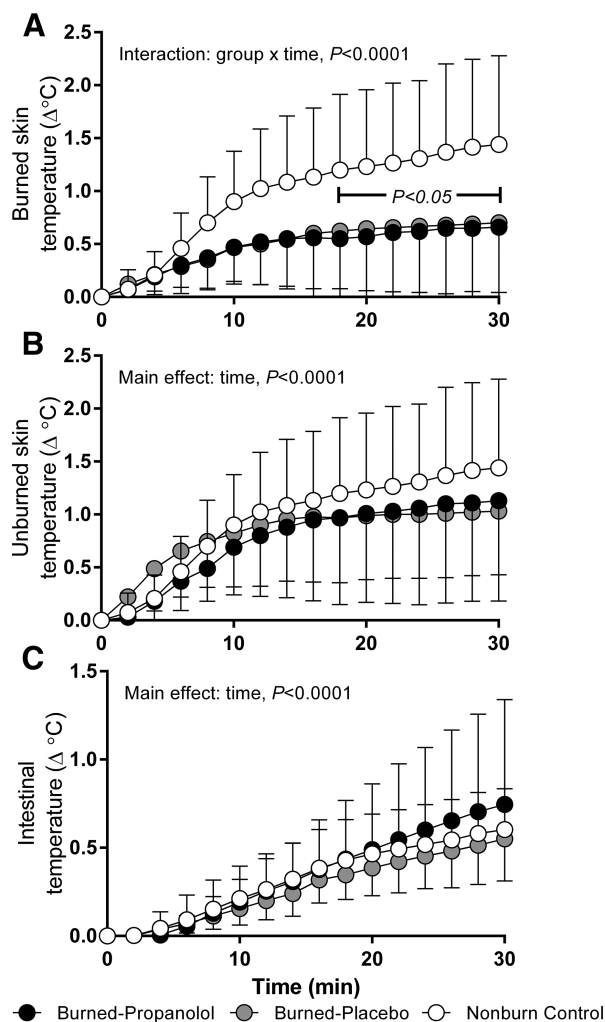 A
Interaction: group x time, P<0.0001
Burned skin
temperature (Δ°C)
2.5
2.0
1.5
1.0
0.5
0.0
P<0.05
0 10 20 30
B
Main effect: time, P<0.0001
Unburned skin
temperature (Δ °C)
2.5
2.0
1.5
1.0
0.5
0.0
0 10 20 30
C
Main effect: time, P<0.0001
Intestinal
temperature (Δ °C)
1.5
1.0
0.5
0.0
0 10 20 30
Time (min)
Burned-Propanolol Burned-Placebo Nonburn Control